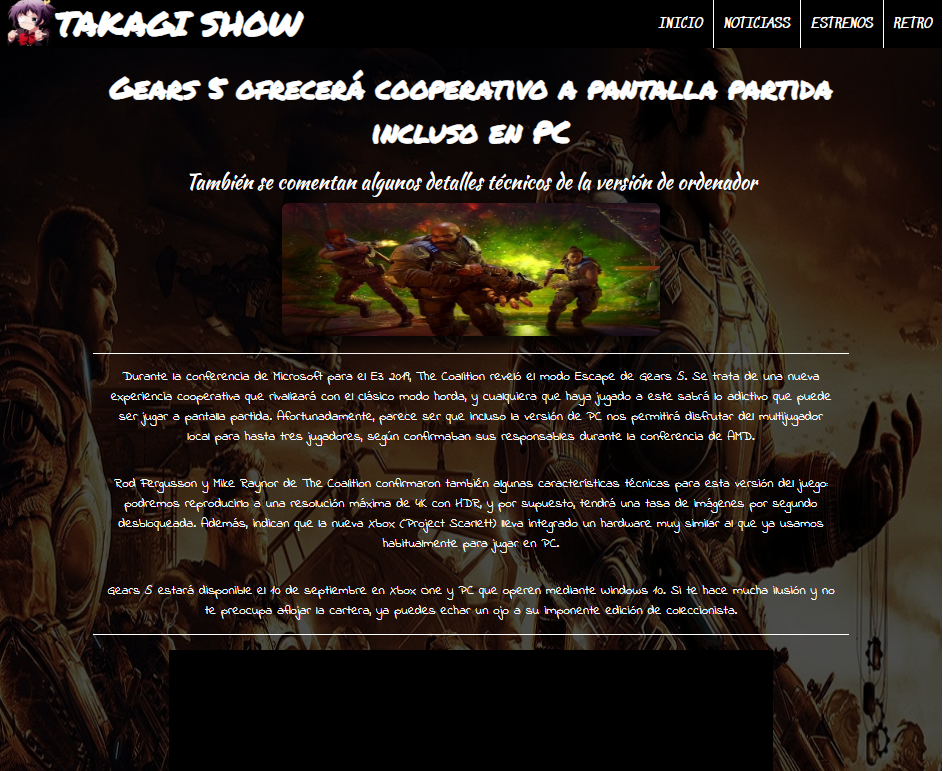 TAKAGI SHOW
INICIO
NOTICIASS
ESTRENOS
RETRO
Gears 5 ofrecerá cooperativo a pantalla partida
incluso en PC
También se comentan algunos detalles técnicos de la versión de ordenador
Durante la conferencia de Microsoft para el E3 2019, The Coalition reveló el modo Escape de Gears 5. Se trata de una nueva
experiencia cooperativa que rivalizará con el clásico modo horda, y cualquiera que haya jugado a este sabrá lo adictivo que puede
ser jugar a pantalla partida. Afortunadamente, parece ser que incluso la versión de PC nos permitirá disfrutar del multijugador
local para hasta tres jugadores, según confirmaban sus responsables durante la conferencia de AMD.
Rod Fergusson y Mike Raynor de The Coalition confirmaron también algunas características técnicas para esta versión del juego:
podremos reproducirlo a una resolución máxima de 4K con HDR, y por supuesto, tendrá una tasa de imágenes por segundo
desbloqueada. Además, indican que la nueva Xbox (Project Scarlett) lleva integrado un hardware muy similar al que ya usamos
habitualmente para jugar en PC.
Gears 5 estará disponible el 10 de septiembre en Xbox One y PC que operen mediante Windows 10. Si te hace mucha ilusión y no
te preocupa aflojar la cartera, ya puedes echar un ojo a su imponente edición de coleccionista.